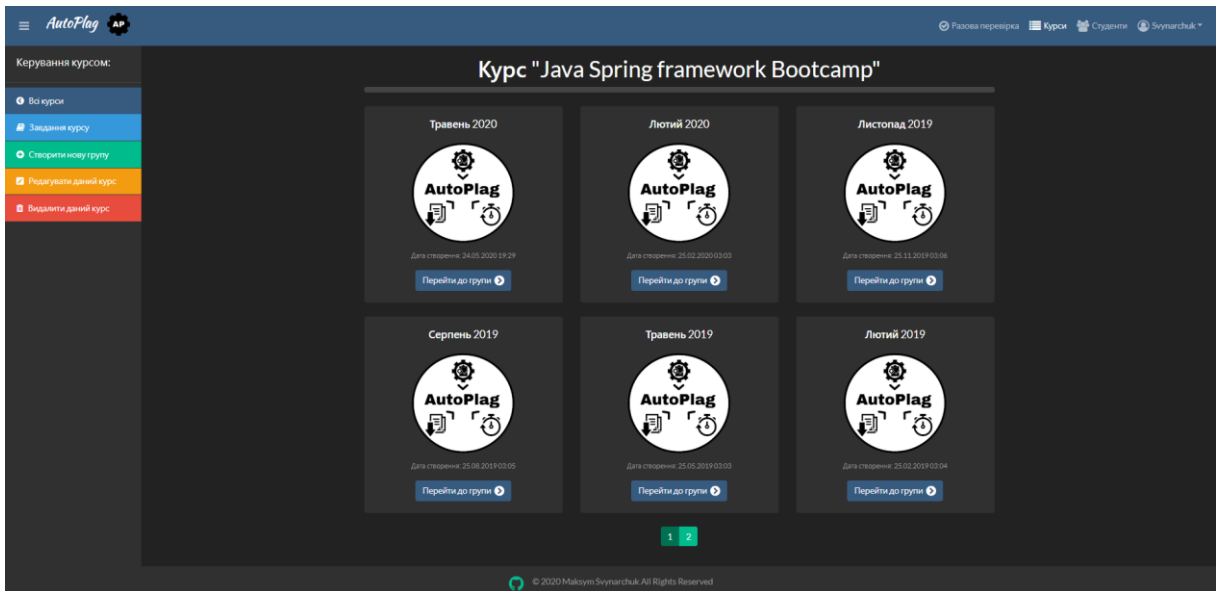 AutoPlag AP
Разова перевірка Курси Студенти Svynarchuk
Керування курсом:
Всі курси
Завдання курсу
Створити нову групу
Редагувати даний курс
Видалити даний курс
Курс "Java Spring framework Bootcamp"
Травень 2020
AutoPlag
Дата створення: 24.05.2020 19:29
Перейти до групи
Лютий 2020
AutoPlag
Дата створення: 25.02.2020 03:03
Перейти до групи
Листопад 2019
AutoPlag
Дата створення: 25.11.2019 03:06
Перейти до групи
Серпень 2019
AutoPlag
Дата створення: 25.08.2019 03:05
Перейти до групи
Травень 2019
AutoPlag
Дата створення: 25.05.2019 03:03
Перейти до групи
Лютий 2019
AutoPlag
Дата створення: 25.02.2019 03:04
Перейти до групи
1 2
© 2020 Maksym Svynarchuk All Rights Reserved